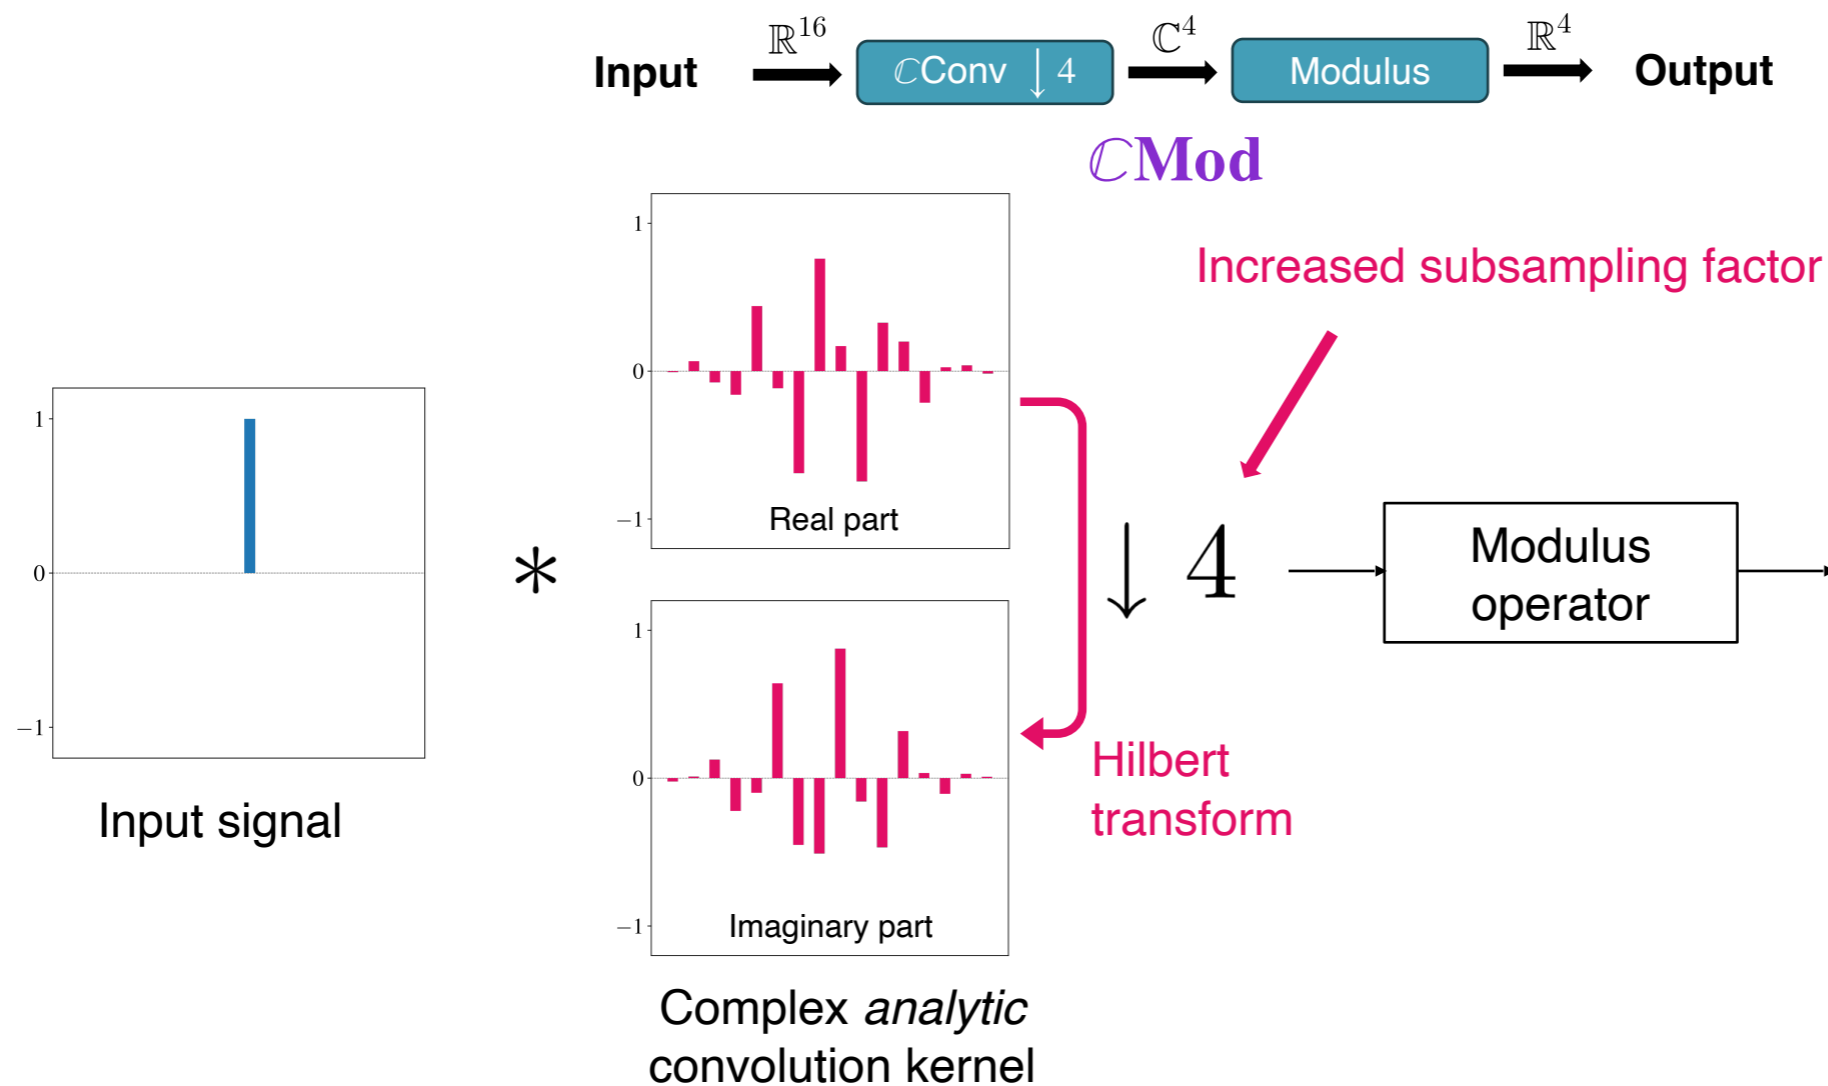 Input ℝ¹⁶ ℂConv ↓ 4 ℂ⁴ Modulus ℝ⁴ Output
ℂMod
Increased subsampling factor
1
0
−1
Real part
1
0
−1
Input signal
*
↓ 4
Modulus
operator
1
0
−1
Imaginary part
Hilbert
transform
Complex analytic
convolution kernel